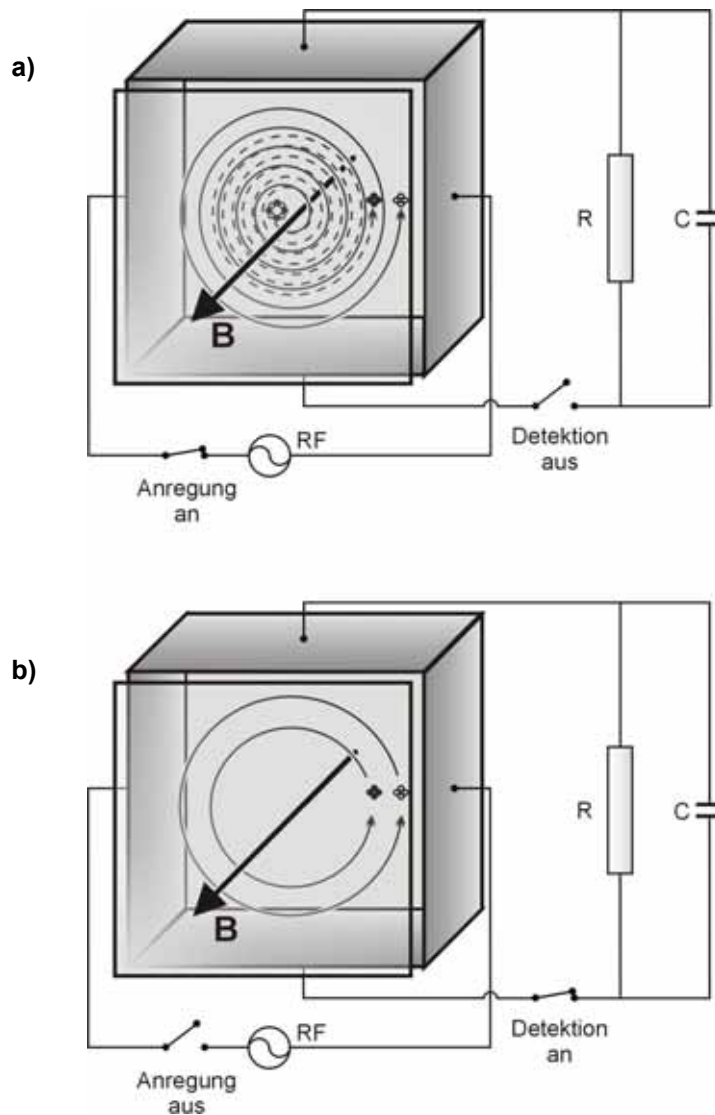 a)
B
R
C
RF
Detektion
aus
Anregung
an
b)
B
R
C
RF
Detektion
an
Anregung
aus